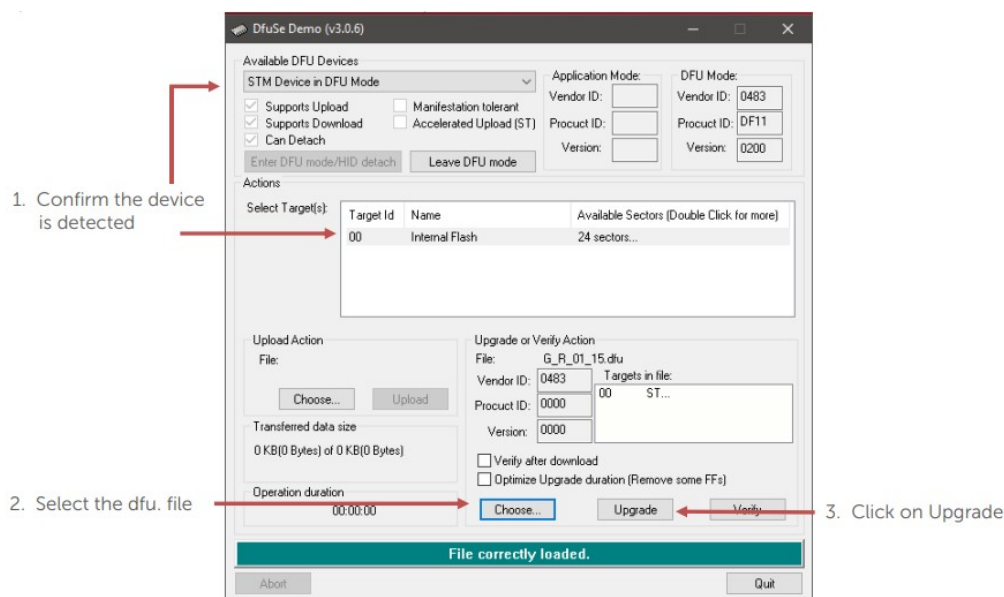 DfuSe Demo (v3.0.6)
Available DFU Devices
STM Device in DFU Mode
Supports Upload
Manifestation tolerant
Supports Download
Accelerated Upload (ST)
Can Detach
Enter DFU mode/HID detach
Leave DFU mode
Application Mode:
Vendor ID:
Procuct ID:
Version:
DFU Mode:
Vendor ID: 0483
Procuct ID: DF11
Version: 0200
1. Confirm the device
is detected
Actions
Select Target(s):
Target Id Name Available Sectors (Double Click for more)
00 Internal Flash 24 sectors...
Upload Action
File:
Choose... Upload
Transferred data size
0 KB(0 Bytes) of 0 KB(0 Bytes)
Operation duration
00:00:00
Upgrade or Verify Action
File: G_R_01_15.dfu
Vendor ID: 0483
Procuct ID: 0000
Version: 0000
Targets in file:
00 ST...
Verify after download
Optimize Upgrade duration (Remove some FFs)
2. Select the dfu. file
Choose... Upgrade Verify
3. Click on Upgrade
File correctly loaded.
Abort Quit